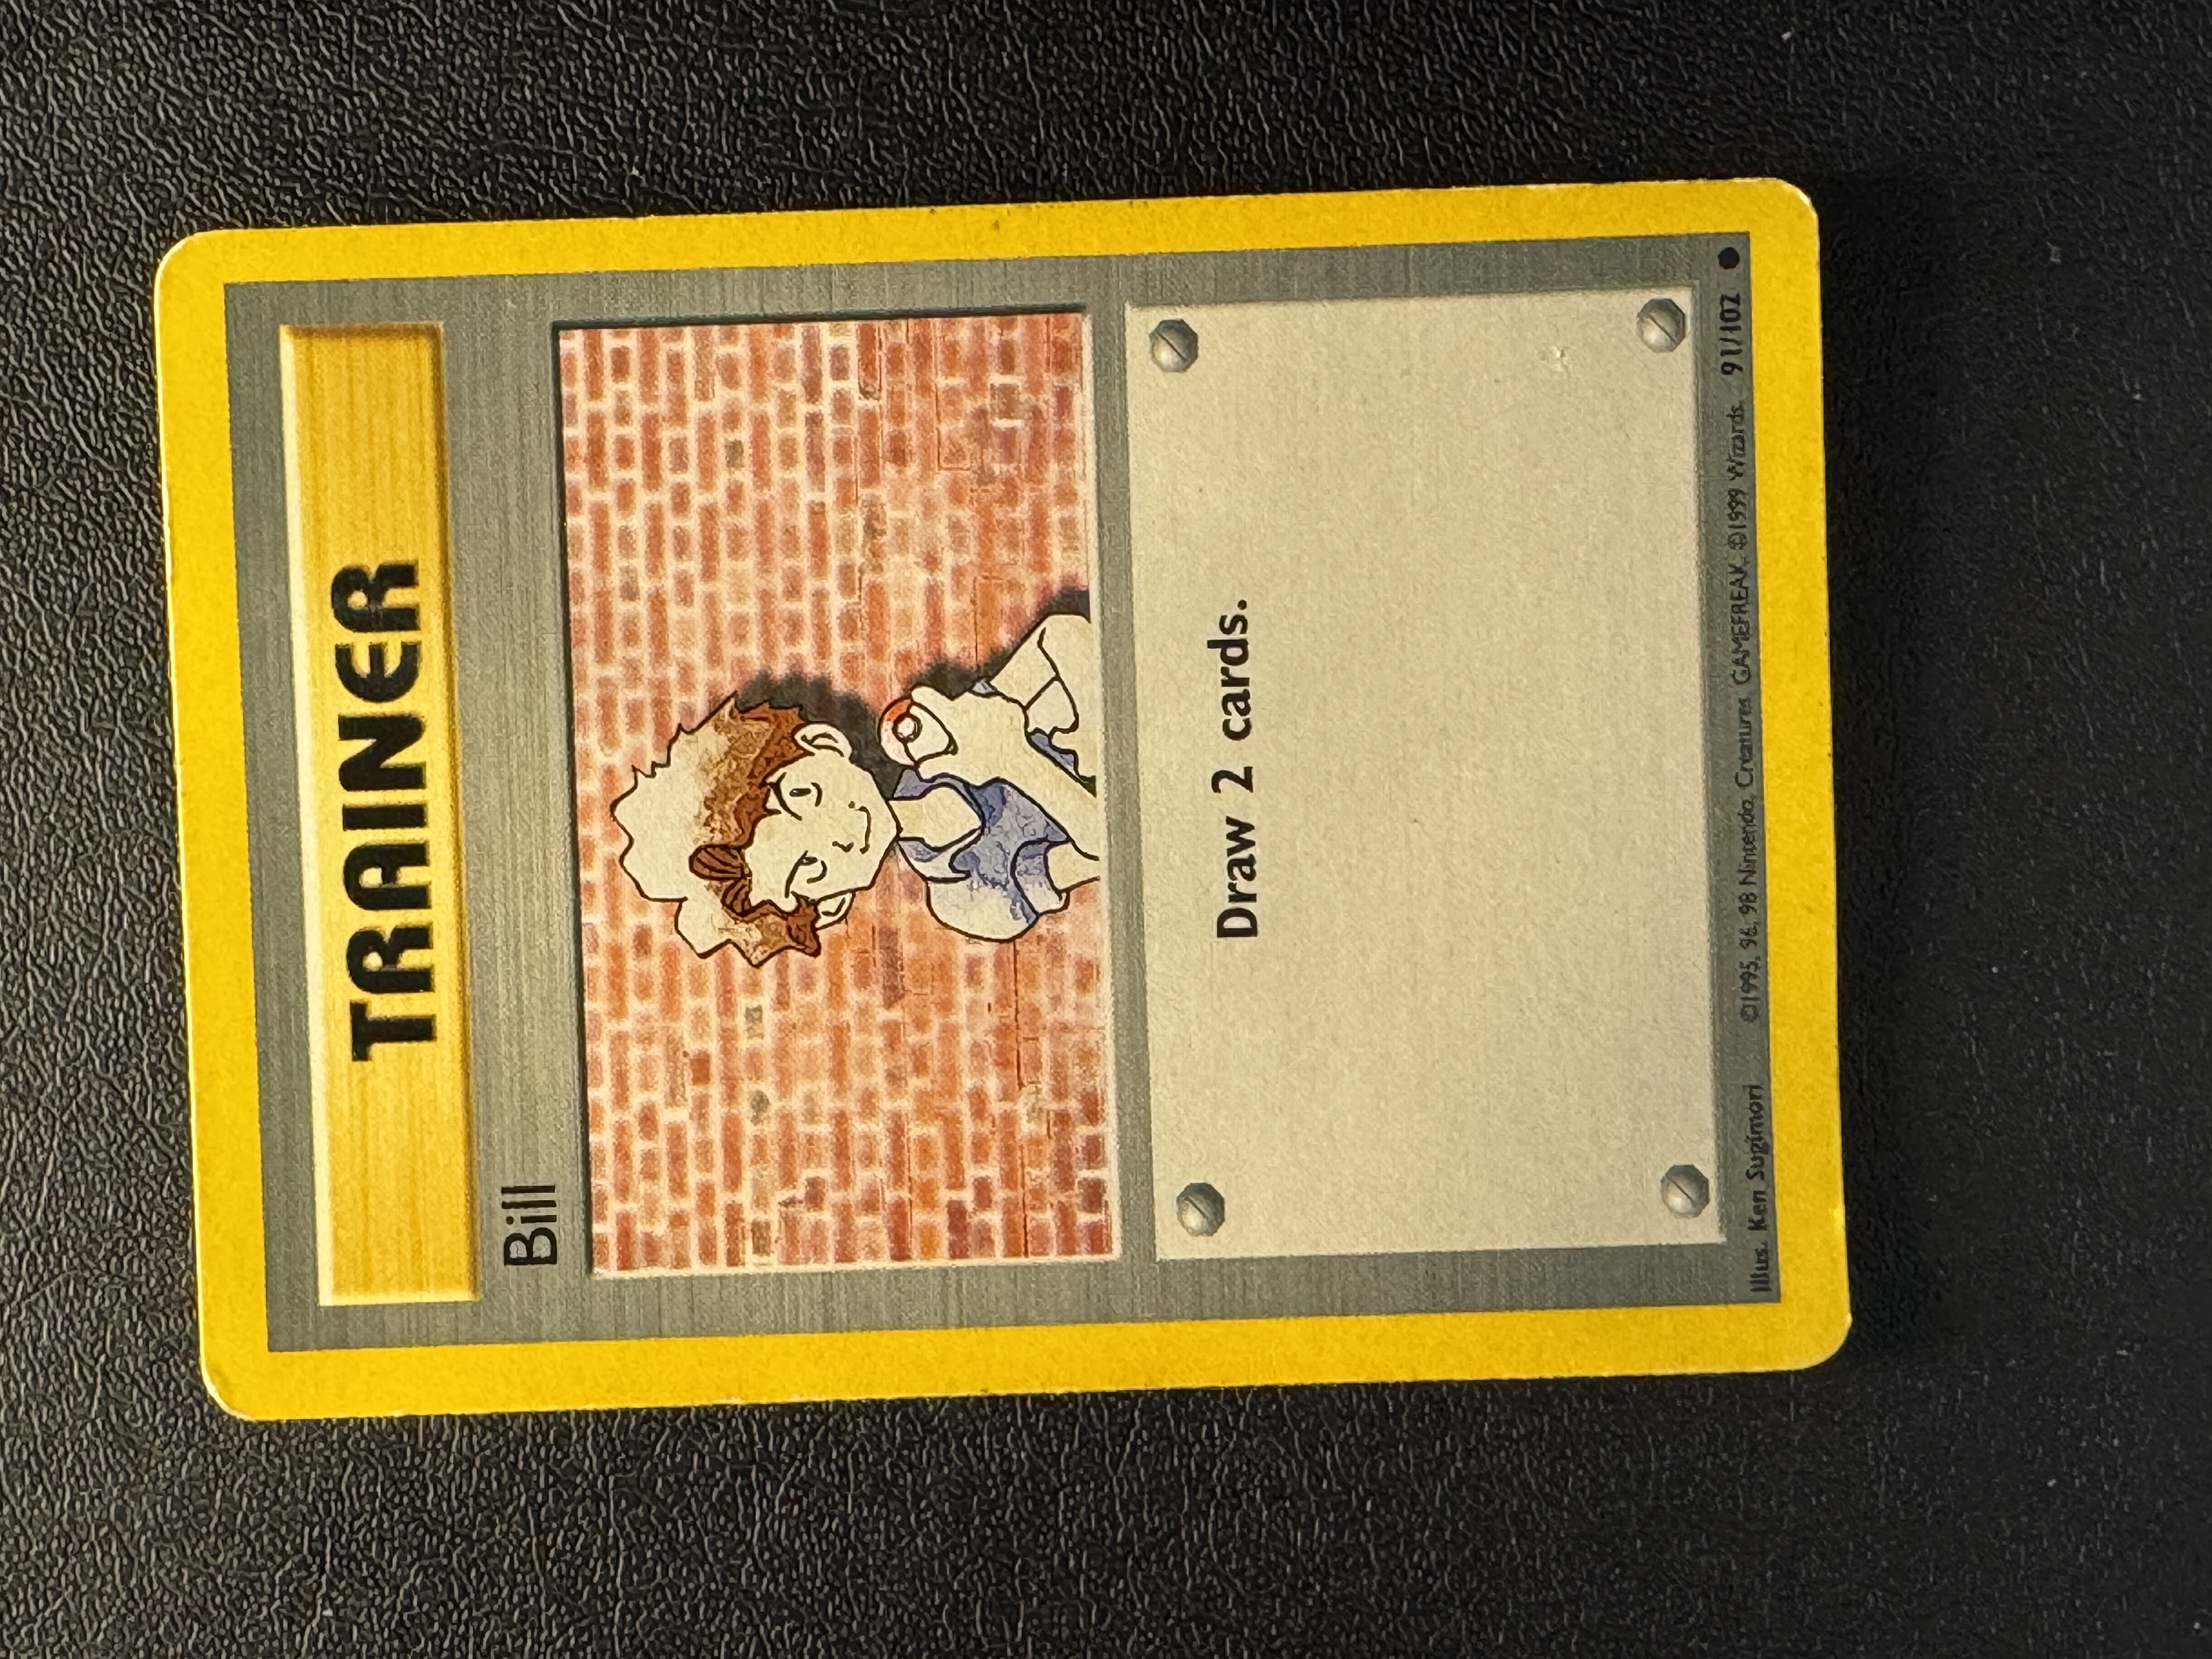 TRAINER
Bill
Draw 2 cards.
Illus. Ken Sugimori ©1995, 96, 98 Nintendo, Creatures, GAMEFREAK. ©1999 Wizards. 91/102 ●